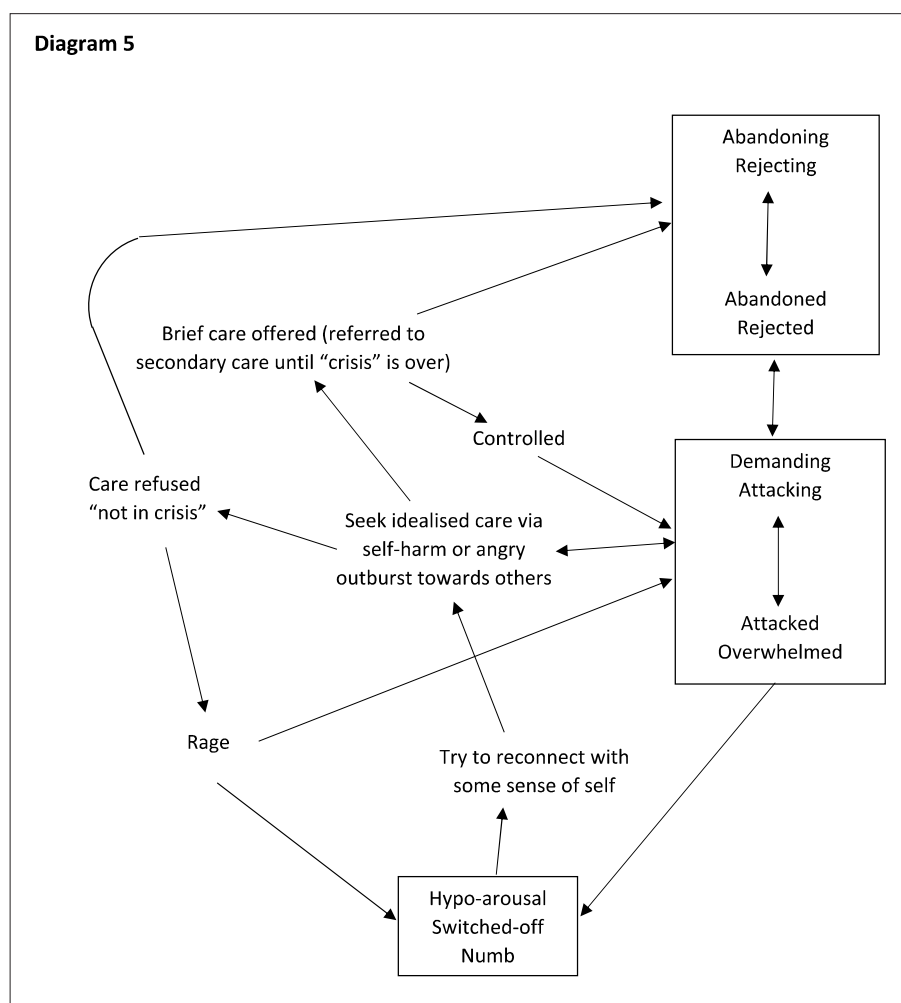 Diagram 5
Abandoning
Rejecting
Abandoned
Rejected
Brief care offered (referred to
secondary care until “crisis” is over)
Controlled
Demanding
Attacking
Care refused
“not in crisis”
Seek idealised care via
self-harm or angry
outburst towards others
Attacked
Overwhelmed
Rage
Try to reconnect with
some sense of self
Hypo-arousal
Switched-off
Numb